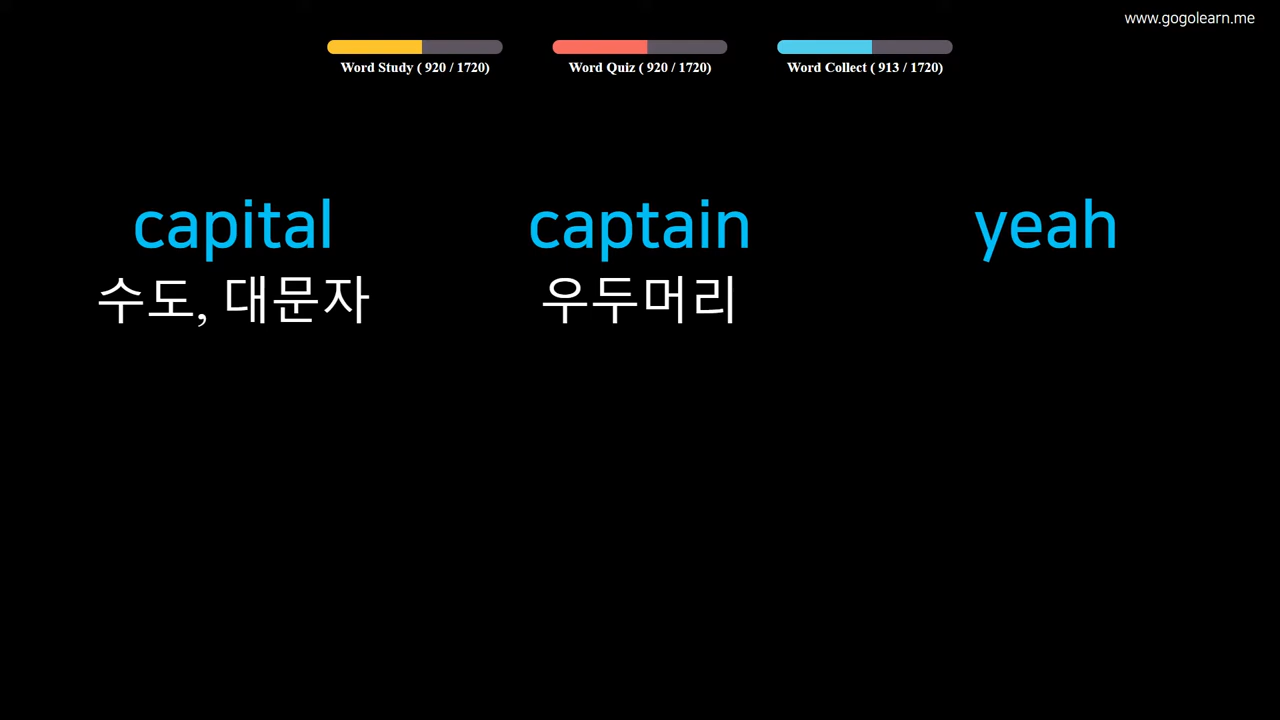 www.gogolearn.me
Word Study ( 920 / 1720)
Word Quiz ( 920 / 1720)
Word Collect ( 913 / 1720)
capital
captain
yeah
수도, 대문자
우두머리